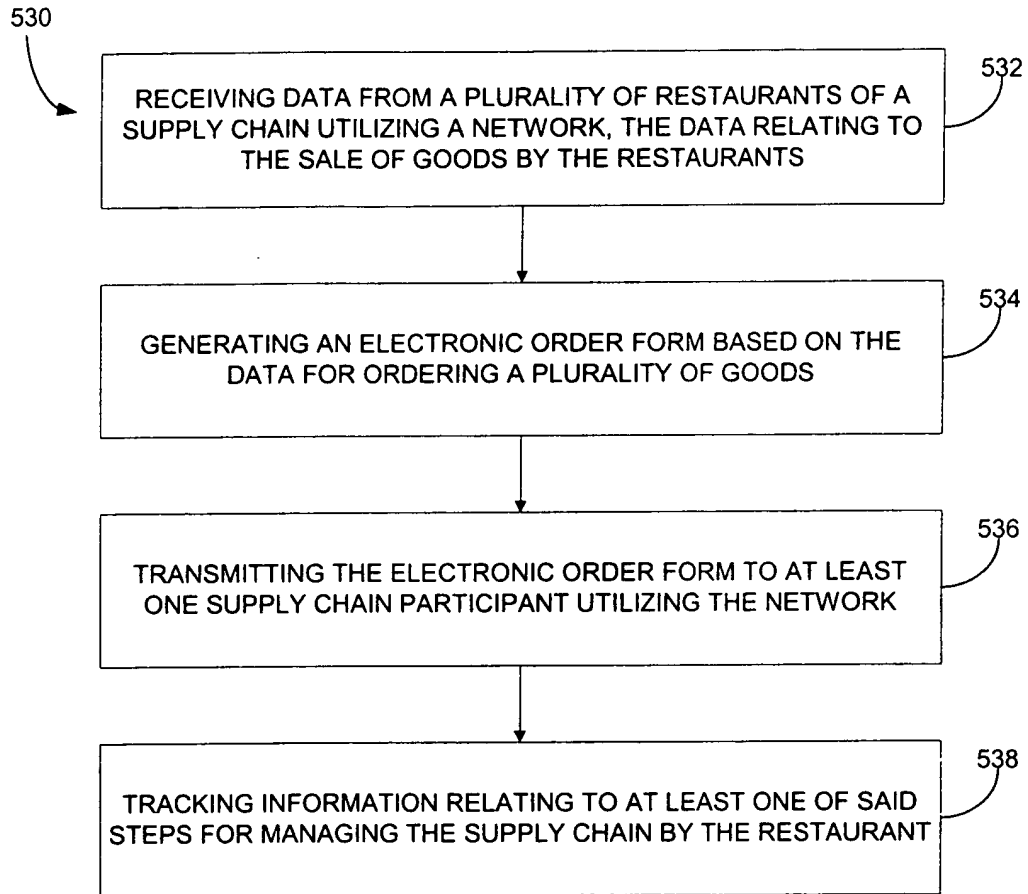 530
532
RECEIVING DATA FROM A PLURALITY OF RESTAURANTS OF A
SUPPLY CHAIN UTILIZING A NETWORK, THE DATA RELATING TO
THE SALE OF GOODS BY THE RESTAURANTS
534
GENERATING AN ELECTRONIC ORDER FORM BASED ON THE
DATA FOR ORDERING A PLURALITY OF GOODS
536
TRANSMITTING THE ELECTRONIC ORDER FORM TO AT LEAST
ONE SUPPLY CHAIN PARTICIPANT UTILIZING THE NETWORK
538
TRACKING INFORMATION RELATING TO AT LEAST ONE OF SAID
STEPS FOR MANAGING THE SUPPLY CHAIN BY THE RESTAURANT